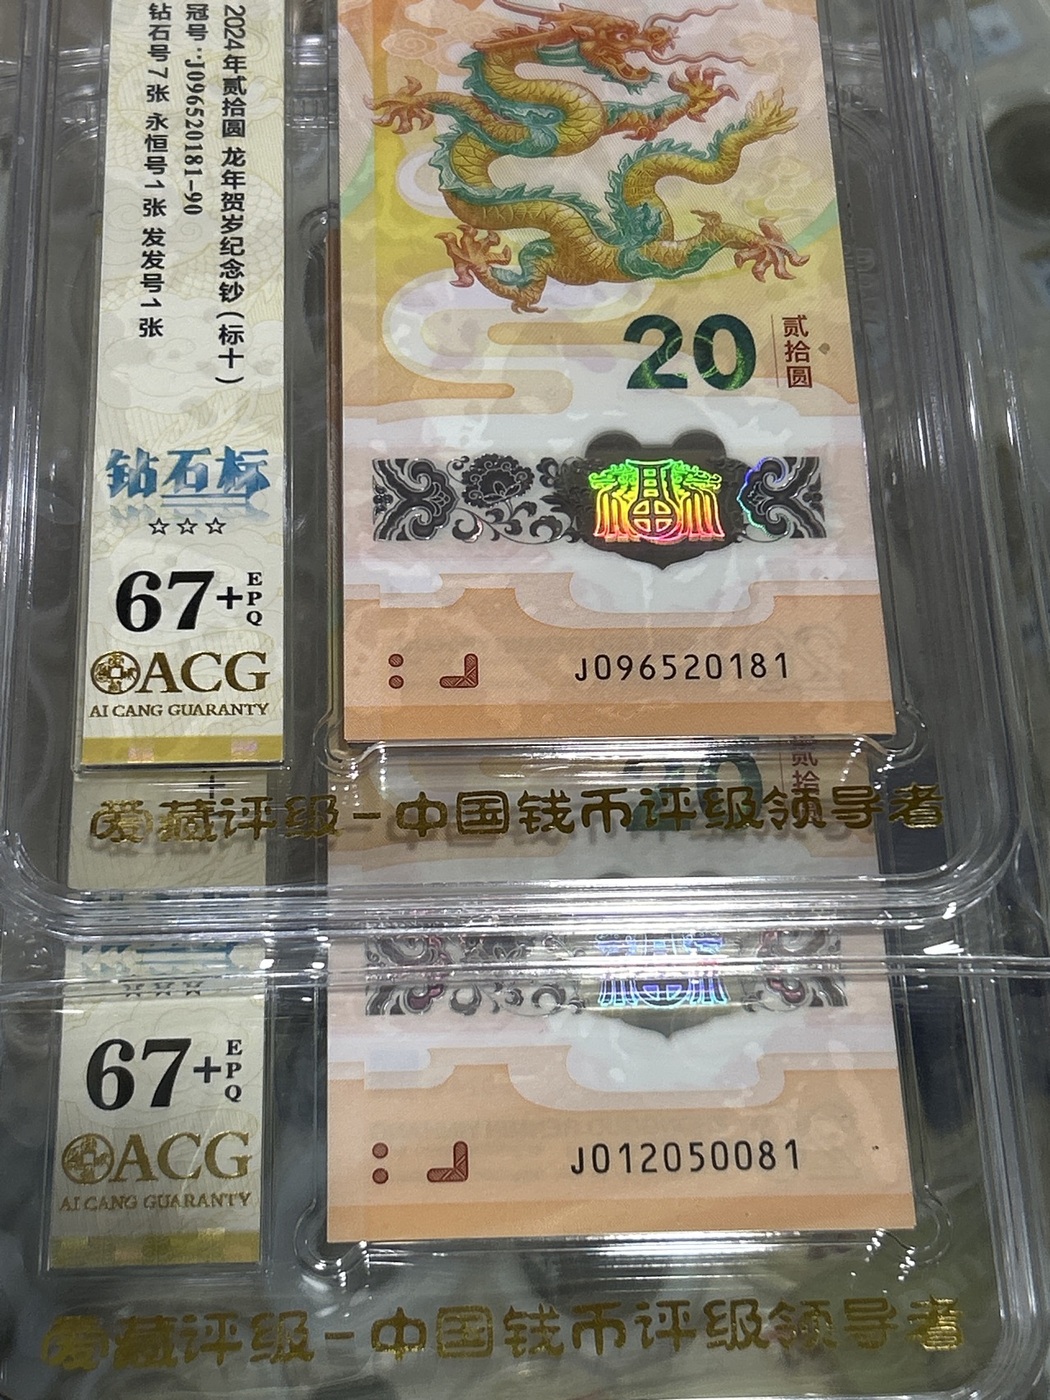 2024年贰拾圆 龙年贺岁纪念钞(标十)
冠号:J096520181-90
钻石号7张 永恒号1张 发发号1张
钻石标
☆☆☆
67+EPQ
ACG
AI CANG GUARANTY
20
贰拾圆
J096520181
爱藏评级-中国钱币评级领导者
20
贰拾
67+EPQ
ACG
AI CANG GUARANTY
J012050081
爱藏评级-中国钱币评级领导者